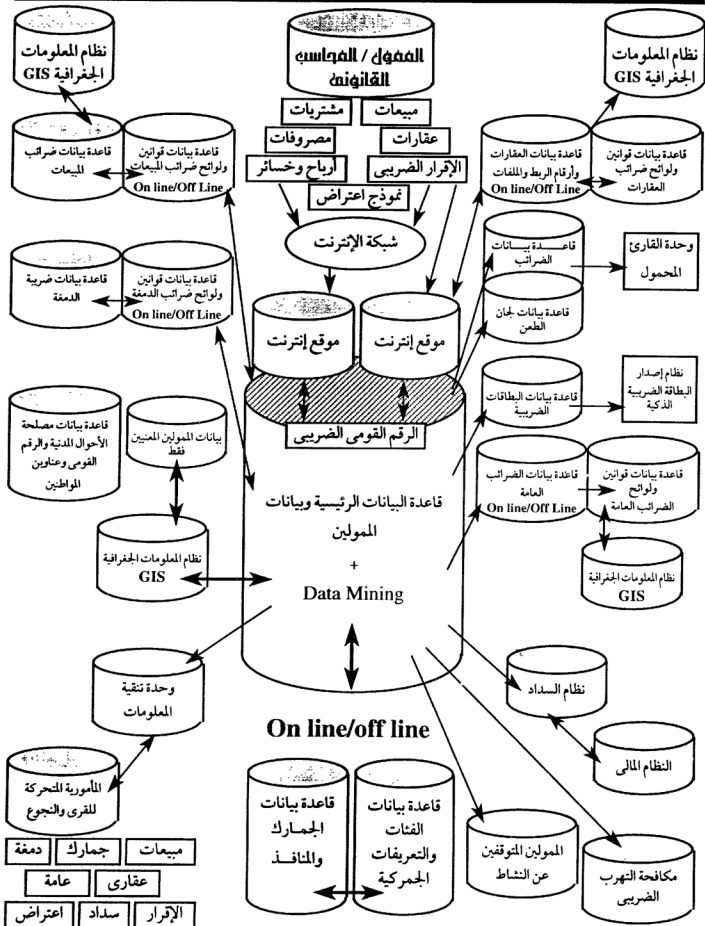 نظام المعلومات
الجغرافية GIS
الممول / المحاسب
القانونى
نظام المعلومات
الجغرافية GIS
مشتريات
مبيعات
مصروفات
عقارات
أرباح وخسائر
الإقرار الضريبى
نموذج اعتراض
شبكة الإنترنت
قاعدة بيانات ضرائب
المبيعات
قاعدة بيانات قوانين
ولوائح ضرائب المبيعات
On line/Off Line
قاعدة بيانات العقارات
وأرقام الربط والملفات
On line/Off Line
قاعدة بيانات قوانين
ولوائح ضرائب
العقارات
قاعدة بيانات ضريبة
الدمغة
قاعدة بيانات قوانين
ولوائح ضرائب الدمغة
On line/Off Line
قاعدة بيانات
الضرائب
وحدة القارئ
المحمول
قاعدة بيانات لجان
الطعن
موقع إنترنت
موقع إنترنت
الرقم القومى الضريبى
قاعدة بيانات البطاقات
الضريبية
نظام إصدار
البطاقة الضريبية
الذكية
قاعدة بيانات مصلحة
الأحوال المدنية والرقم
القومى وعناوين
المواطنين
بيانات الممولين المعنيين
فقط
قاعدة بيانات الضرائب
العامة
On line/Off Line
قاعدة بيانات قوانين
ولوائح
الضرائب العامة
قاعدة البيانات الرئيسية وبيانات
الممولين
+
Data Mining
نظام المعلومات الجغرافية
GIS
نظام المعلومات الجغرافية
GIS
وحدة تنقية
المعلومات
نظام السداد
النظام المالى
On line/off line
المأمورية المتحركة
للقرى والنجوع
قاعدة بيانات
الجمارك
والمنافذ
قاعدة بيانات
الفئات
والتعريفات
الجمركية
الممولين المتوقفين
عن النشاط
مكافحة التهرب
الضريبى
مبيعات
جمارك
دمغة
عقارى
عامة
الإقرار
سداد
اعتراض